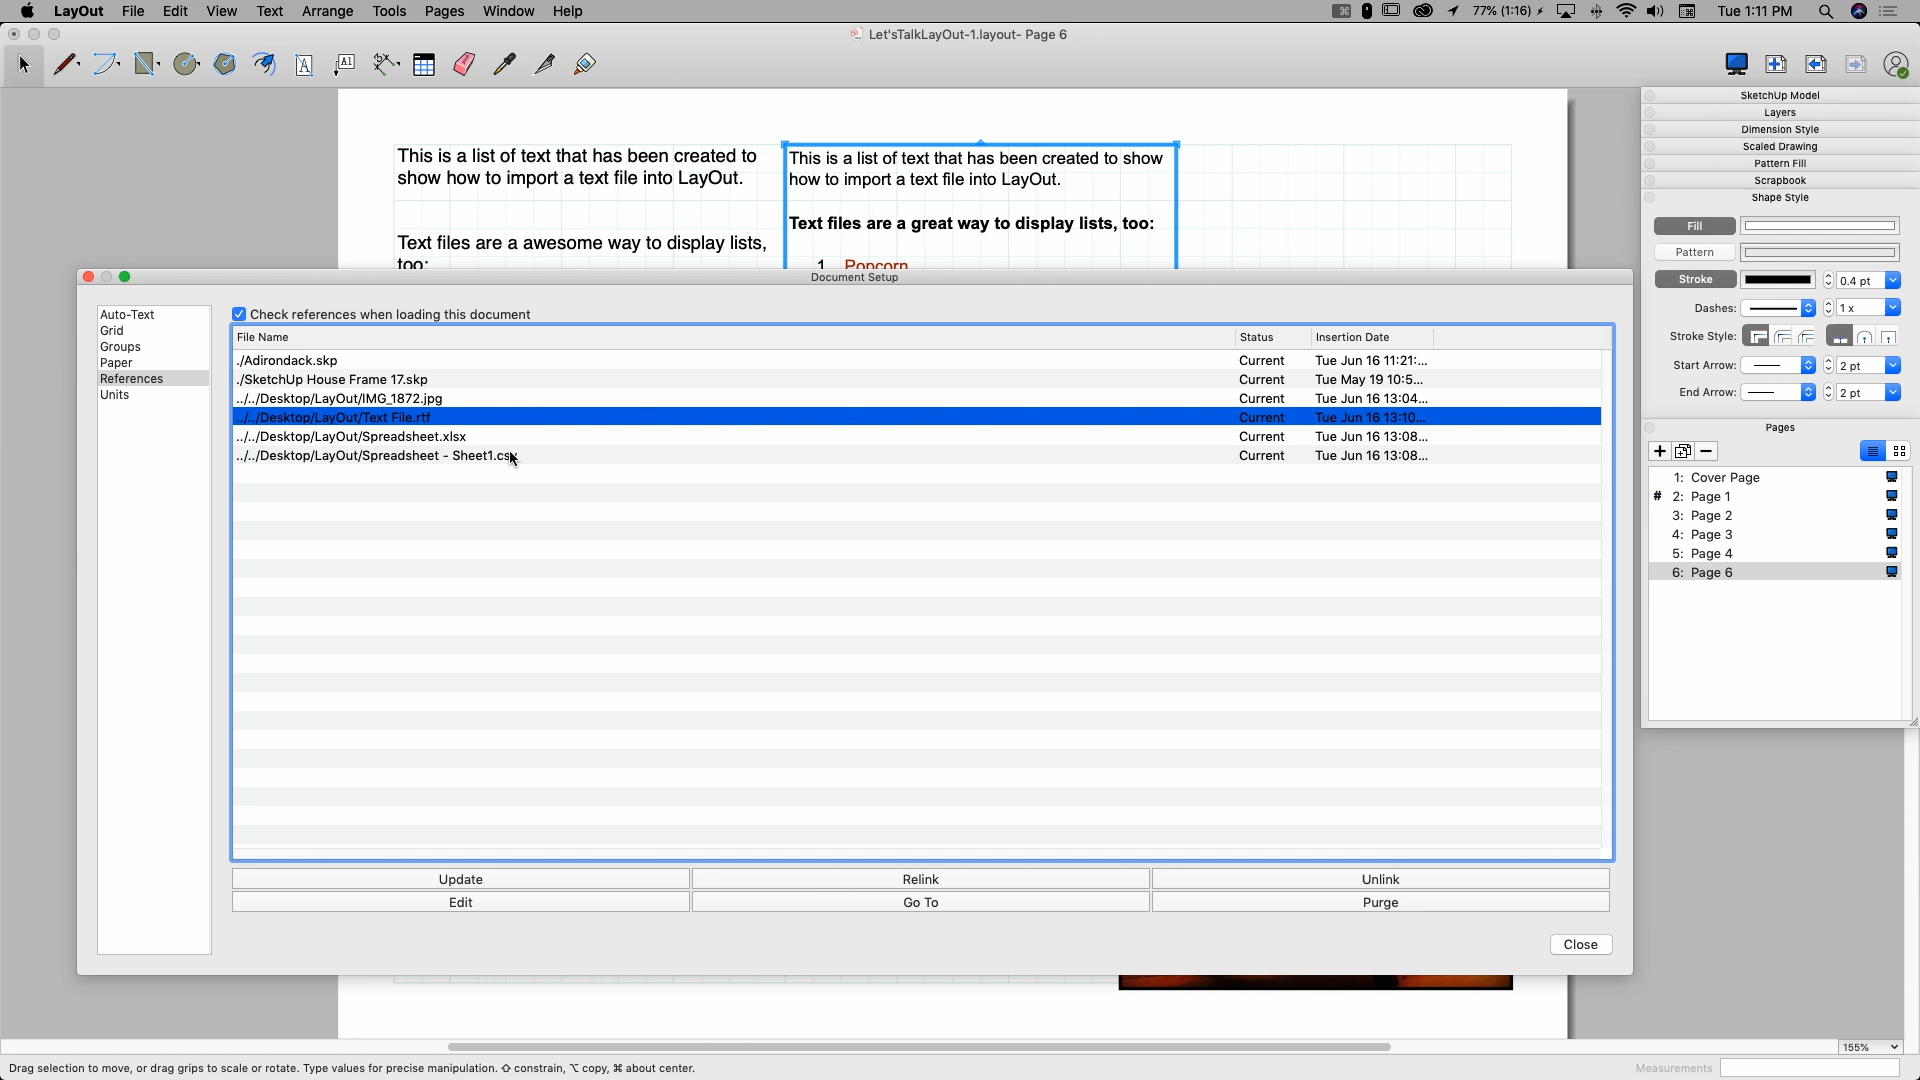 LayOut File Edit View Text Arrange Tools Pages Window Help
77% (1:16) Tue 1:11 PM
Let'sTalkLayOut-1.layout- Page 6
This is a list of text that has been created to
show how to import a text file into LayOut.
Text files are a awesome way to display lists,
too:
This is a list of text that has been created to show
how to import a text file into LayOut.
Text files are a great way to display lists, too:
1. Popcorn
Document Setup
Auto-Text
Grid
Groups
Paper
References
Units
Check references when loading this document
File Name Status Insertion Date
./Adirondack.skp Current Tue Jun 16 11:21:...
./SketchUp House Frame 17.skp Current Tue May 19 10:5...
../../Desktop/LayOut/IMG_1872.jpg Current Tue Jun 16 13:04...
../../Desktop/LayOut/Text File.rtf Current Tue Jun 16 13:10...
../../Desktop/LayOut/Spreadsheet.xlsx Current Tue Jun 16 13:08...
../../Desktop/LayOut/Spreadsheet - Sheet1.csv Current Tue Jun 16 13:08...
Update Relink Unlink
Edit Go To Purge
Close
SketchUp Model
Layers
Dimension Style
Scaled Drawing
Pattern Fill
Scrapbook
Shape Style
Fill
Pattern
Stroke 0.4 pt
Dashes: 1 x
Stroke Style:
Start Arrow: 2 pt
End Arrow: 2 pt
Pages
1: Cover Page
# 2: Page 1
3: Page 2
4: Page 3
5: Page 4
6: Page 6
155%
Drag selection to move, or drag grips to scale or rotate. Type values for precise manipulation. ⇧ constrain, ⌥ copy, ⌘ about center.
Measurements